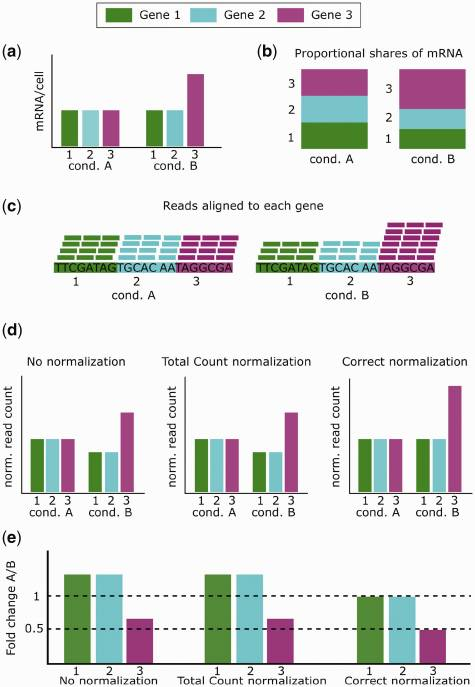 Gene 1 Gene 2 Gene 3
(a)
mRNA/cell
1 2 3 1 2 3
cond. A cond. B
(b)
Proportional shares of mRNA
3
2
1
3
2
1
cond. A cond. B
(c)
Reads aligned to each gene
TTCGATAGTGCACAATAGGCGA TTCGATAGTGCACAATAGGCGA
1 2 3 1 2 3
cond. A cond. B
(d)
No normalization Total Count normalization Correct normalization
norm. read count norm. read count norm. read count
1 2 3 1 2 3 1 2 3 1 2 3 1 2 3 1 2 3
cond. A cond. B cond. A cond. B cond. A cond. B
(e)
Fold change A/B
1
0.5
1 2 3 1 2 3 1 2 3
No normalization Total Count normalization Correct normalization